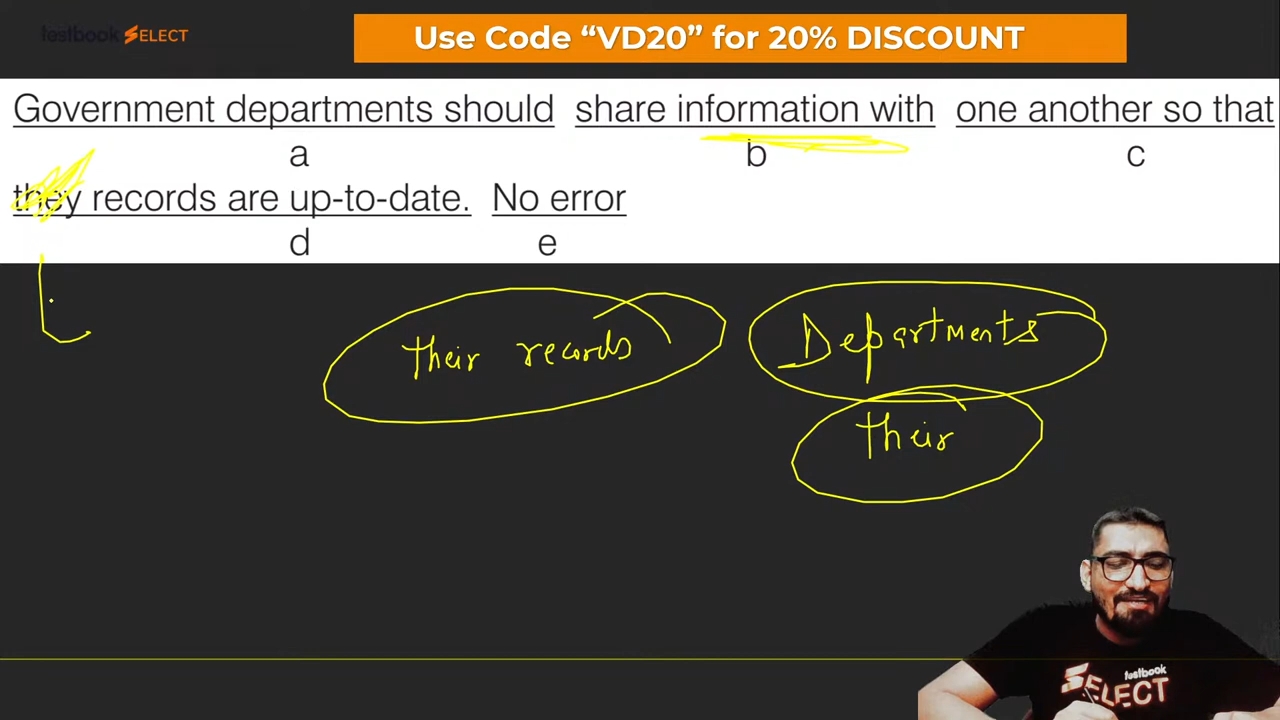 testbook SELECT
Use Code “VD20” for 20% DISCOUNT
Government departments should share information with one another so that
a b c
they records are up-to-date. No error
d e
their records
Departments
their
testbook
SELECT